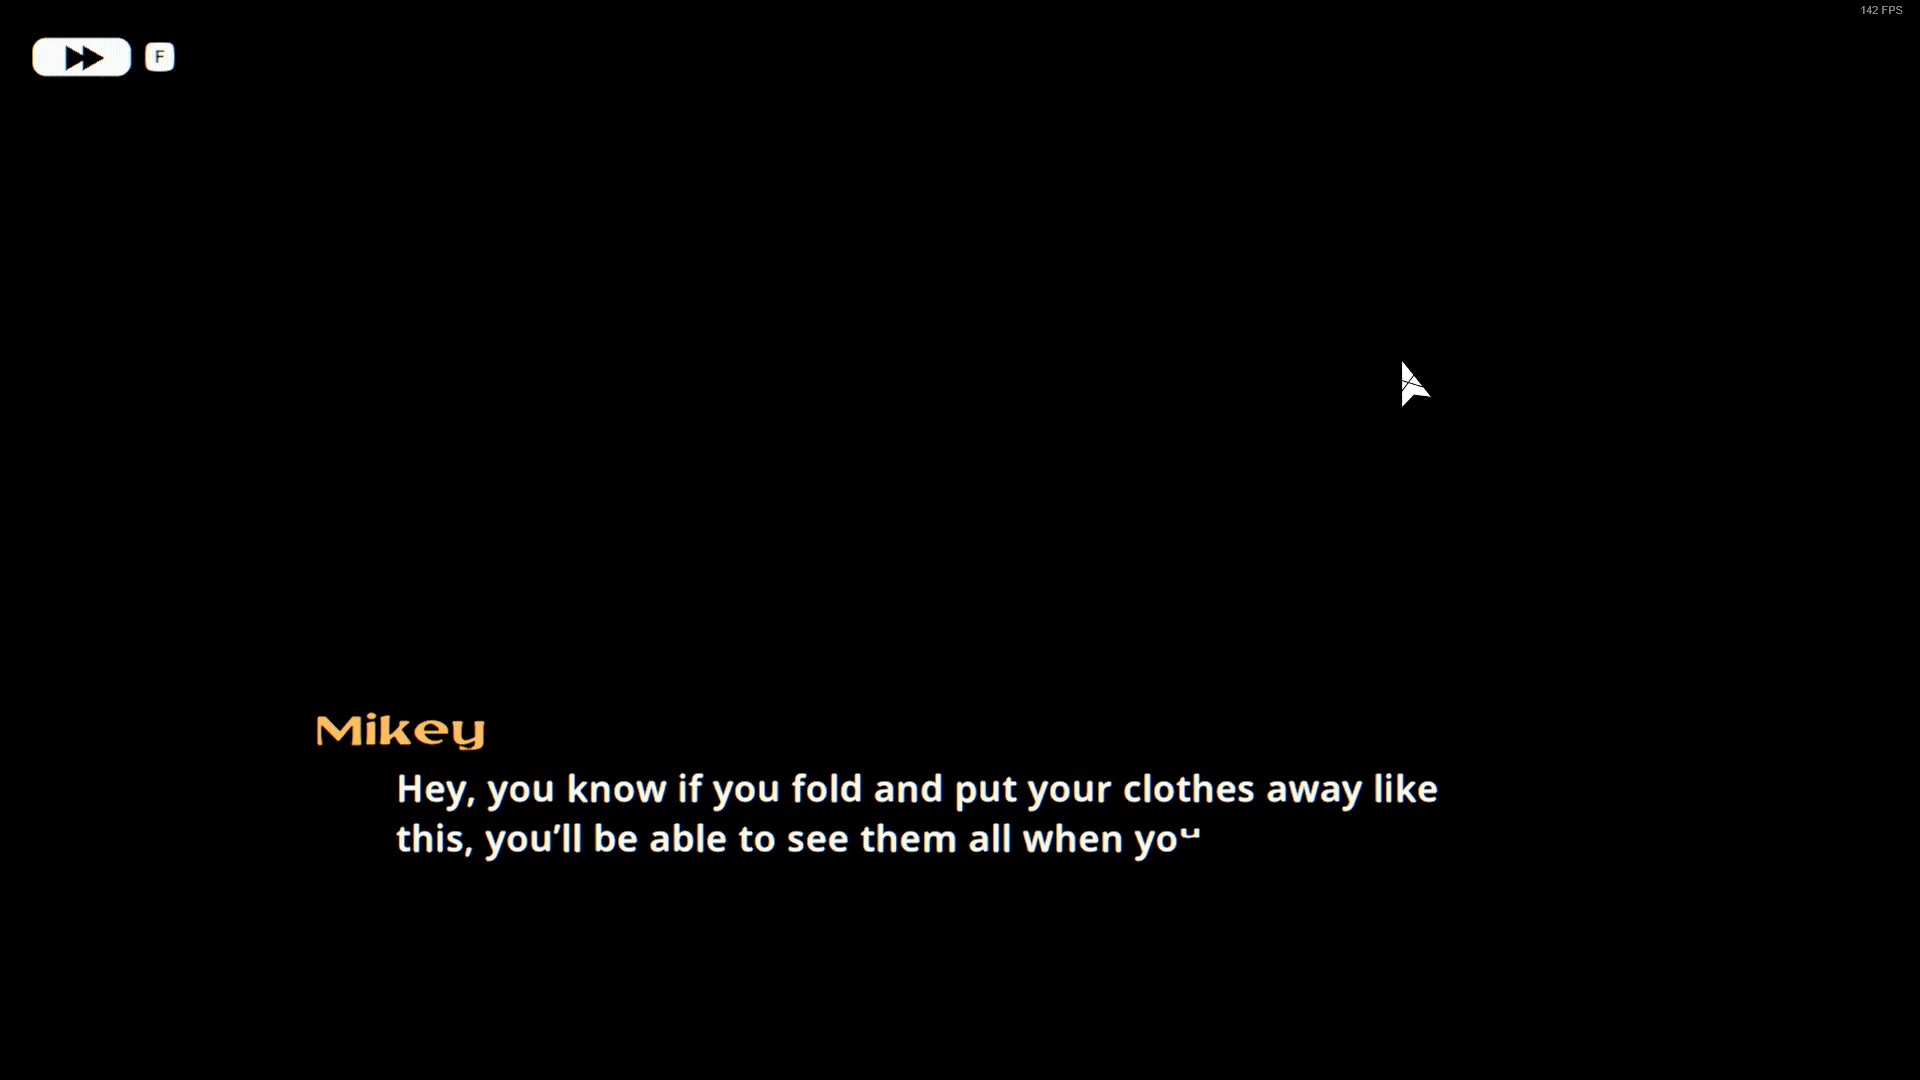 142 FPS
F
Mikey
Hey, you know if you fold and put your clothes away like
this, you’ll be able to see them all when you